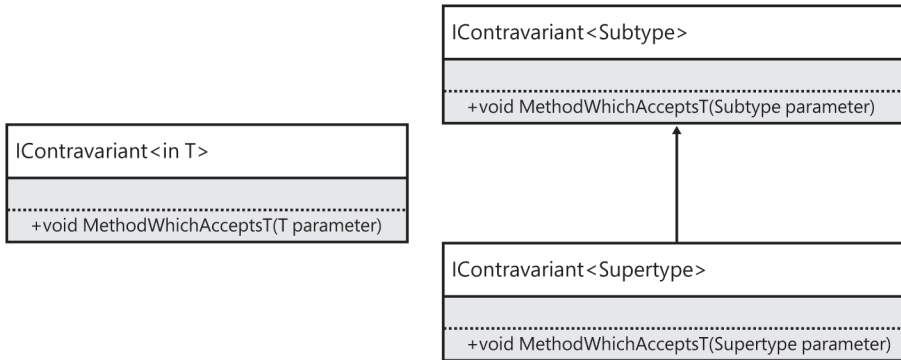 IContravariant<Subtype>
+void MethodWhichAcceptsT(Subtype parameter)
IContravariant<in T>
+void MethodWhichAcceptsT(T parameter)
IContravariant<Supertype>
+void MethodWhichAcceptsT(Supertype parameter)